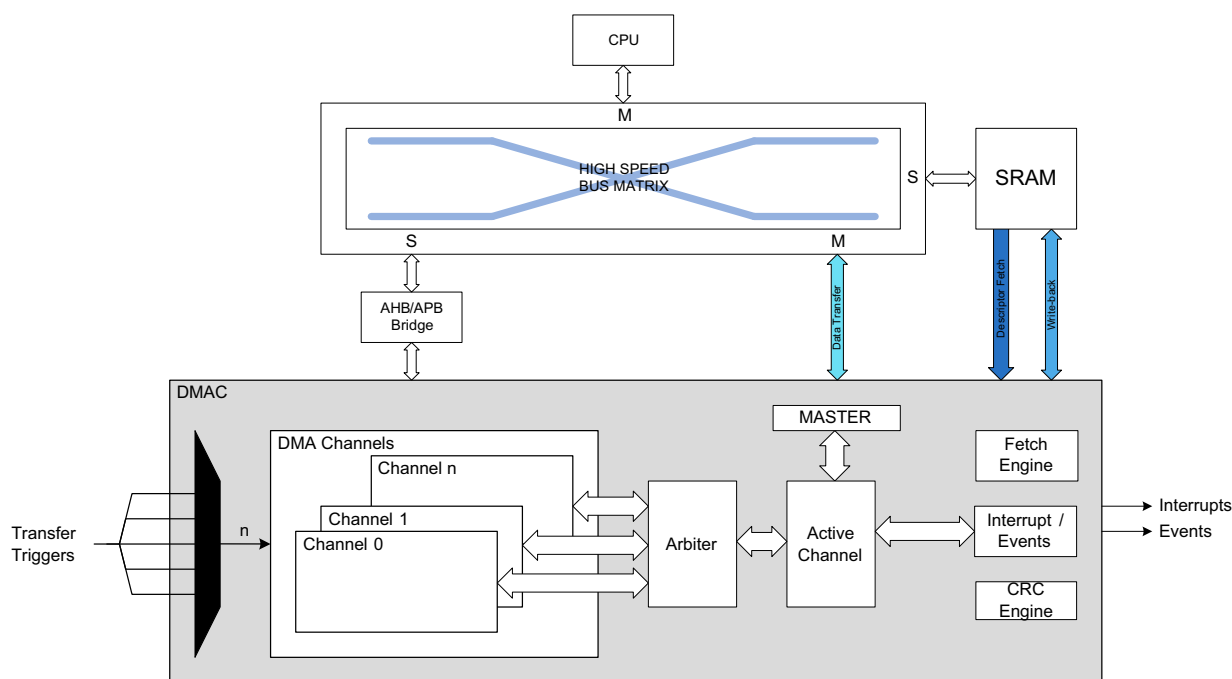 CPU
M
HIGH SPEED
BUS MATRIX
S
SRAM
S
M
AHB/APB
Bridge
Data Transfer
Descriptor Fetch
Write-back
DMAC
MASTER
DMA Channels
Channel n
Channel 1
Channel 0
Fetch
Engine
Transfer
Triggers
n
Arbiter
Active
Channel
Interrupt /
Events
Interrupts
Events
CRC
Engine